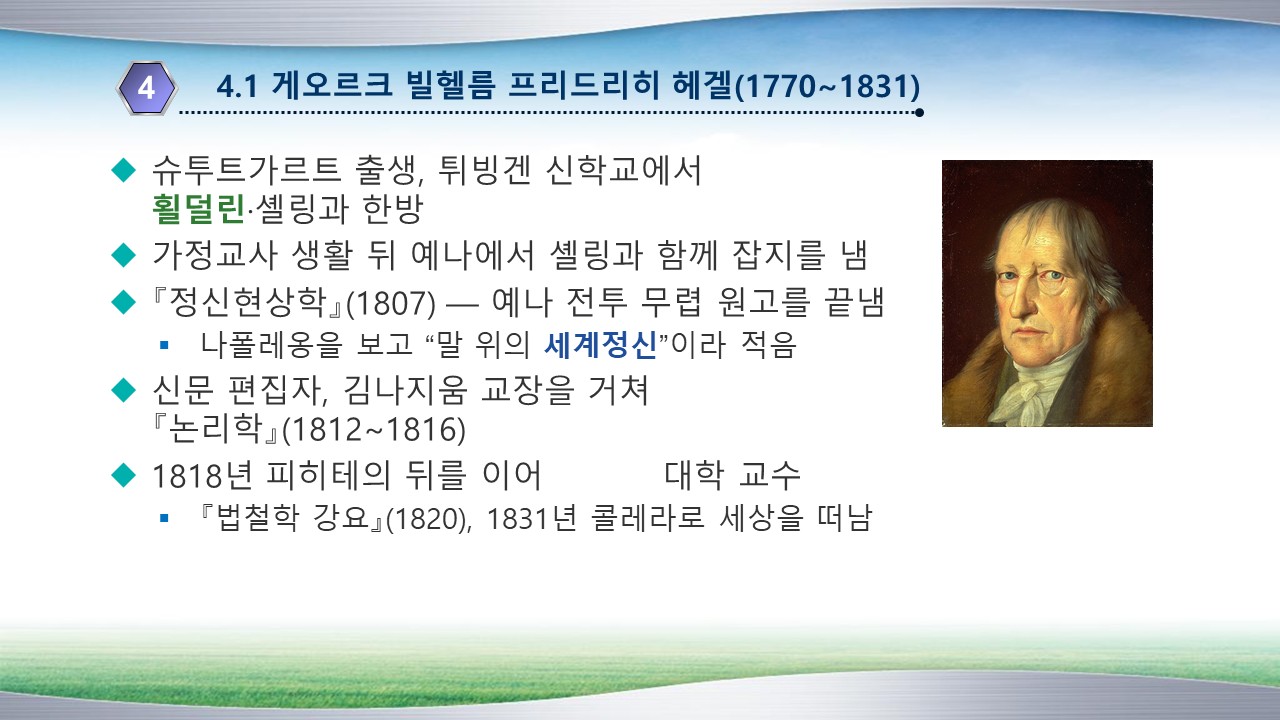 4
4.1 게오르크 빌헬름 프리드리히 헤겔(1770~1831)
슈투트가르트 출생, 튀빙겐 신학교에서
횔덜린·셸링과 한방
가정교사 생활 뒤 예나에서 셸링과 함께 잡지를 냄
『정신현상학』(1807) — 예나 전투 무렵 원고를 끝냄
나폴레옹을 보고 “말 위의 세계정신”이라 적음
신문 편집자, 김나지움 교장을 거쳐
『논리학』(1812~1816)
1818년 피히테의 뒤를 이어 대학 교수
『법철학 강요』(1820), 1831년 콜레라로 세상을 떠남